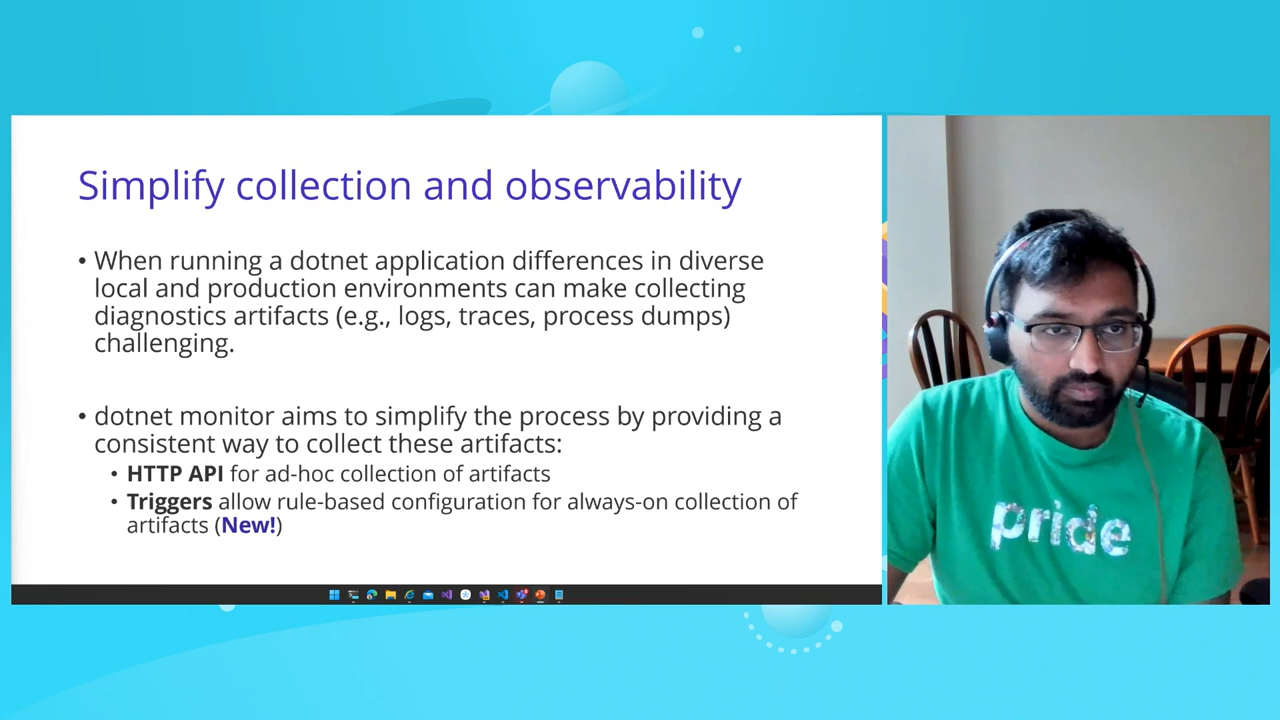 Simplify collection and observability
• When running a dotnet application differences in diverse
local and production environments can make collecting
diagnostics artifacts (e.g., logs, traces, process dumps)
challenging.
• dotnet monitor aims to simplify the process by providing a
consistent way to collect these artifacts:
• HTTP API for ad-hoc collection of artifacts
• Triggers allow rule-based configuration for always-on collection of
artifacts (New!)
pride